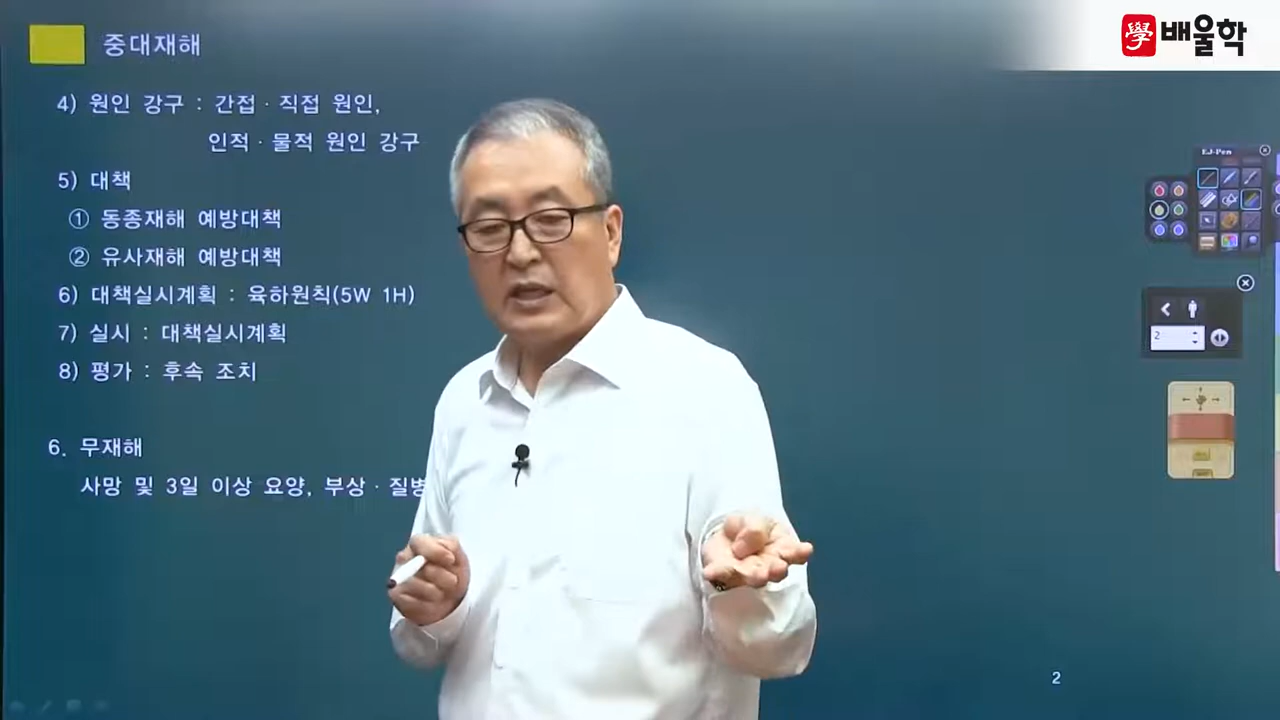 중대재해
學 배울학
4) 원인 강구 : 간접 · 직접 원인,
인적 · 물적 원인 강구
5) 대책
① 동종재해 예방대책
② 유사재해 예방대책
6) 대책실시계획 : 육하원칙(5W 1H)
7) 실시 : 대책실시계획
8) 평가 : 후속 조치
6. 무재해
사망 및 3일 이상 요양, 부상 · 질병
EJ-Pen
2
2